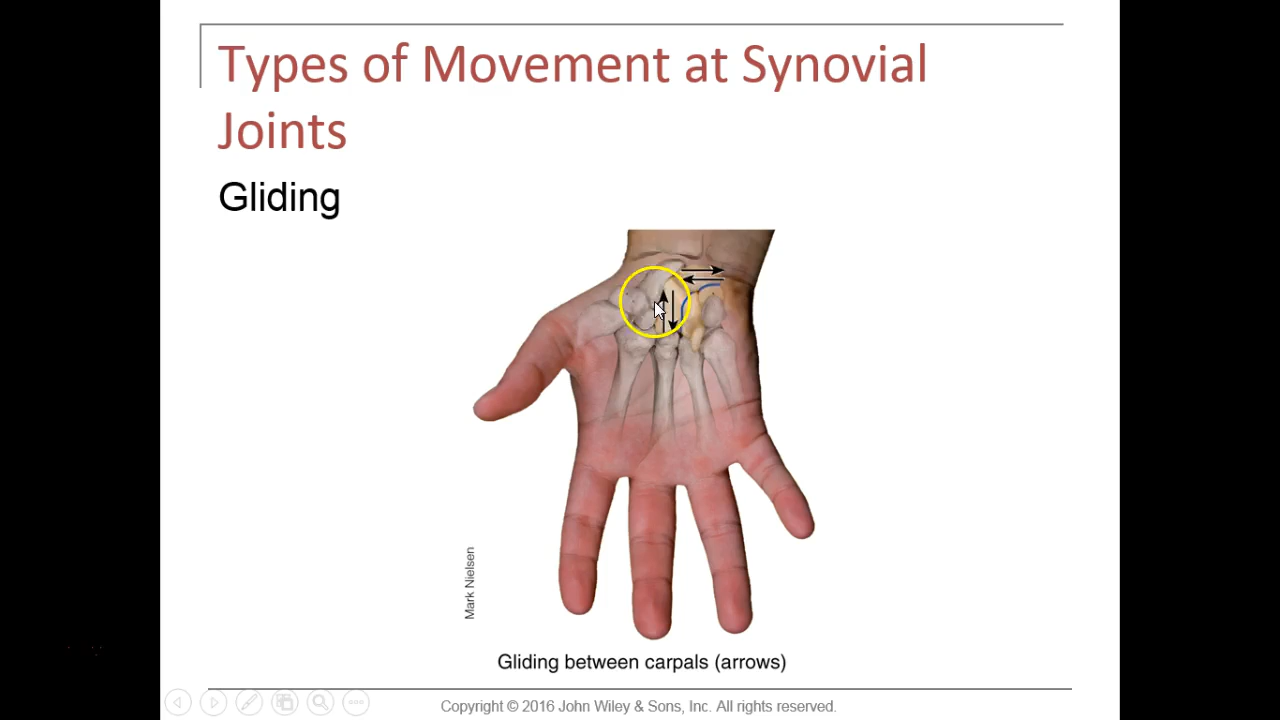 Types of Movement at Synovial
Joints
Gliding
Mark Nielsen
Gliding between carpals (arrows)
Copyright © 2016 John Wiley & Sons, Inc. All rights reserved.